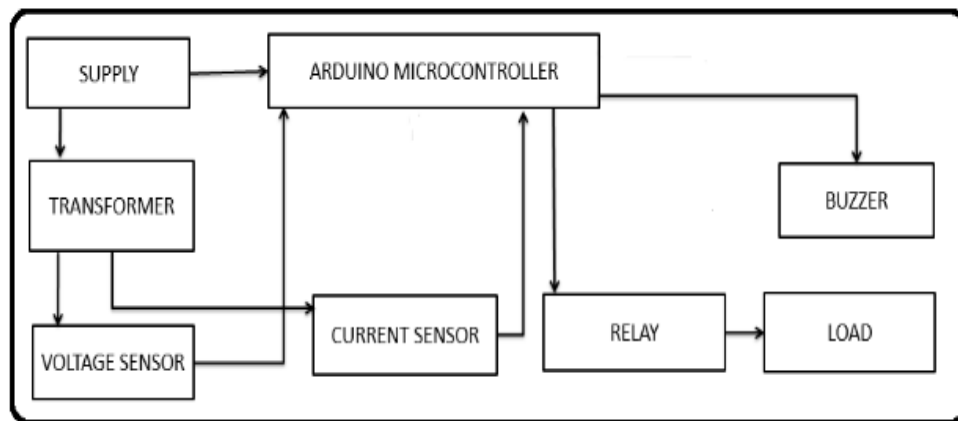 SUPPLY
ARDUINO MICROCONTROLLER
TRANSFORMER
BUZZER
VOLTAGE SENSOR
CURRENT SENSOR
RELAY
LOAD